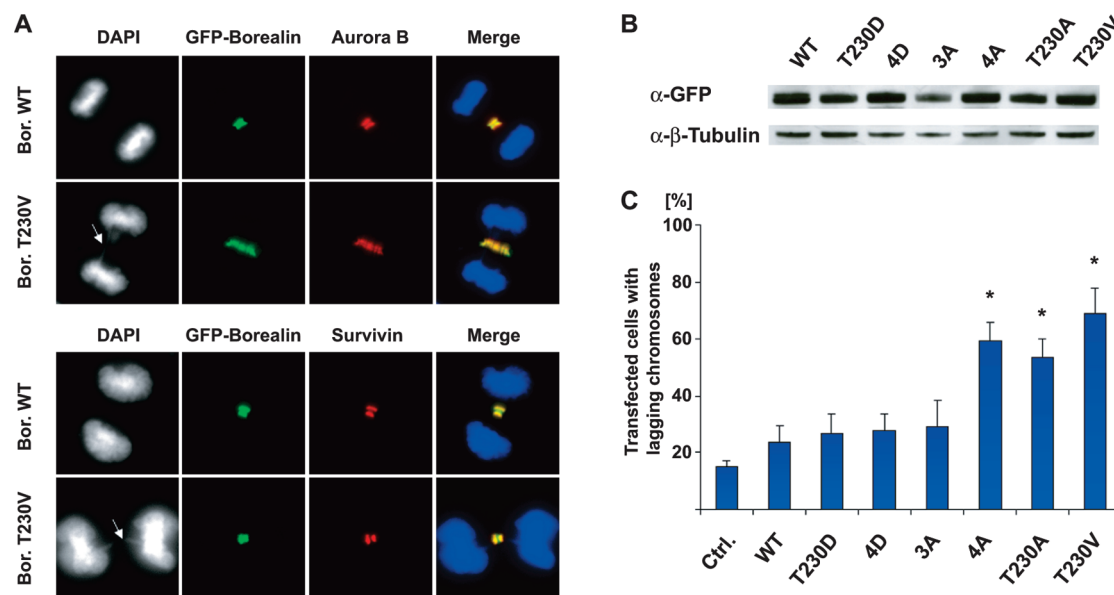 A
DAPI GFP-Borealin Aurora B Merge
Bor. WT
Bor. T230V
DAPI GFP-Borealin Survivin Merge
Bor. WT
Bor. T230V
B
WT T230D 4D 3A 4A T230A T230V
α-GFP
α-β-Tubulin
C
[%]
Transfected cells with
lagging chromosomes
100
80
60
40
20
* * *
Ctrl. WT T230D 4D 3A 4A T230A T230V